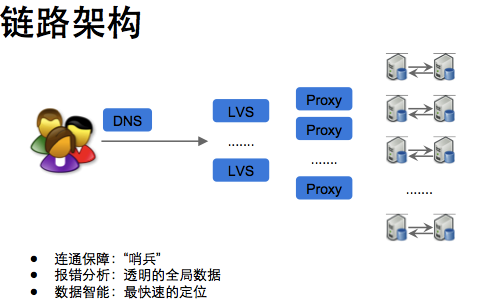 链路架构
DNS
LVS
.......
LVS
Proxy
Proxy
.......
Proxy
.......
● 连通保障：“哨兵”
● 报错分析：透明的全局数据
● 数据智能：最快速的定位